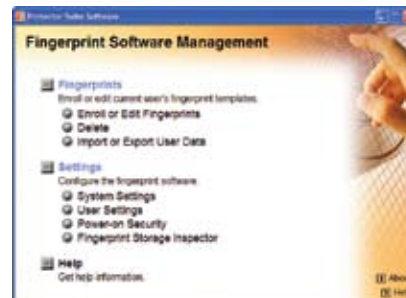 Protector Suite Software
Fingerprint Software Management
Fingerprints
Enroll or edit current user's fingerprint templates.
Enroll or Edit Fingerprints
Delete
Import or Export User Data
Settings
Configure the fingerprint software.
System Settings
User Settings
Power-on Security
Fingerprint Storage Inspector
Help
Get help information.
Abou
Hel